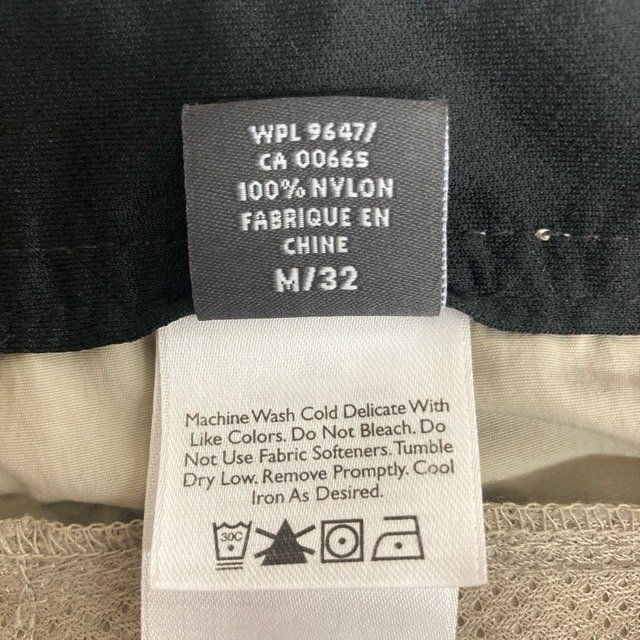 WPL 9647/
CA 00665
100% NYLON
FABRIQUE EN
CHINE
M/32
Machine Wash Cold Delicate With
Like Colors. Do Not Bleach. Do
Not Use Fabric Softeners. Tumble
Dry Low. Remove Promptly. Cool
Iron As Desired.
30C